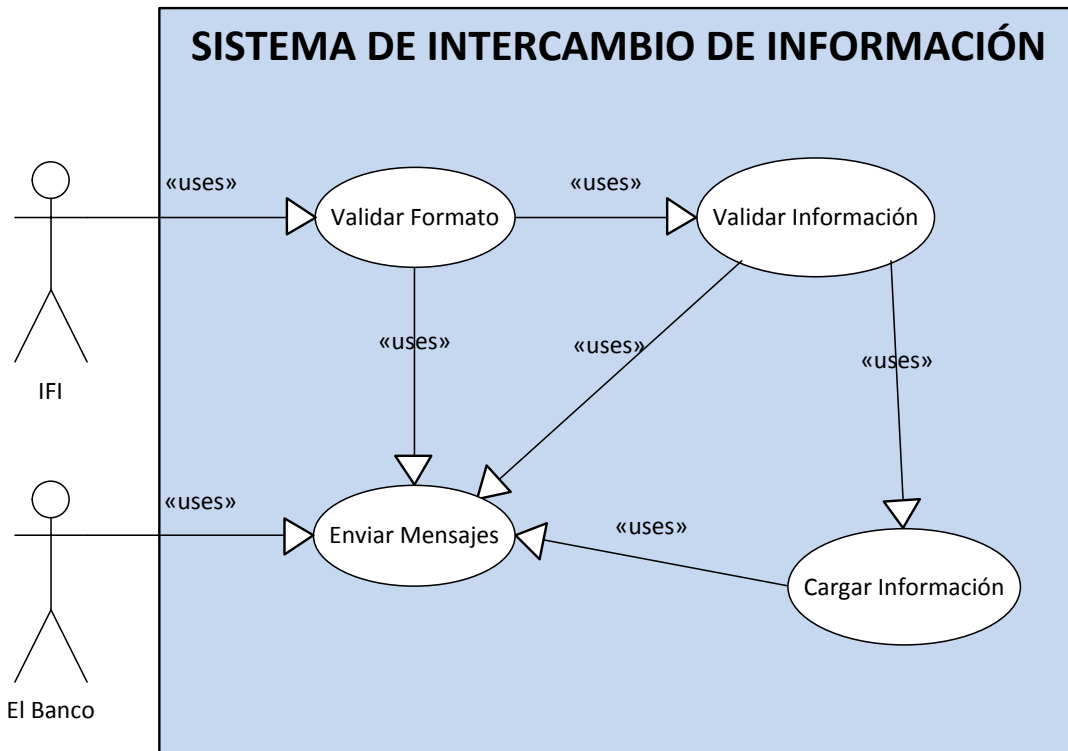 SISTEMA DE INTERCAMBIO DE INFORMACIÓN
«uses»
«uses»
Validar Formato
Validar Información
«uses»
«uses»
«uses»
IFI
«uses»
«uses»
Enviar Mensajes
Cargar Información
El Banco